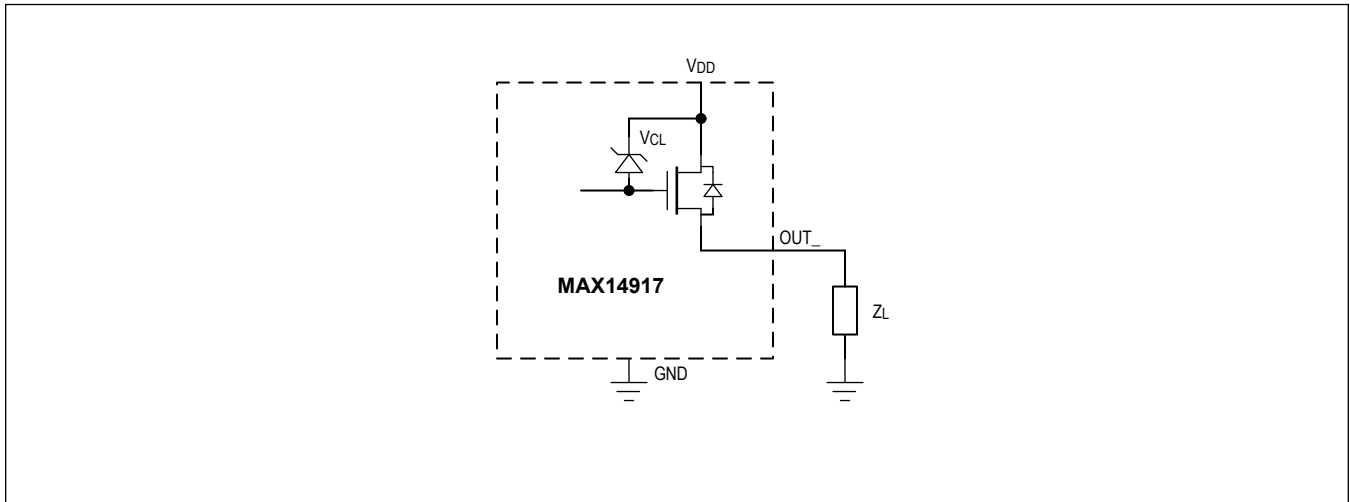 VDD
VCL
OUT_
MAX14917
ZL
GND